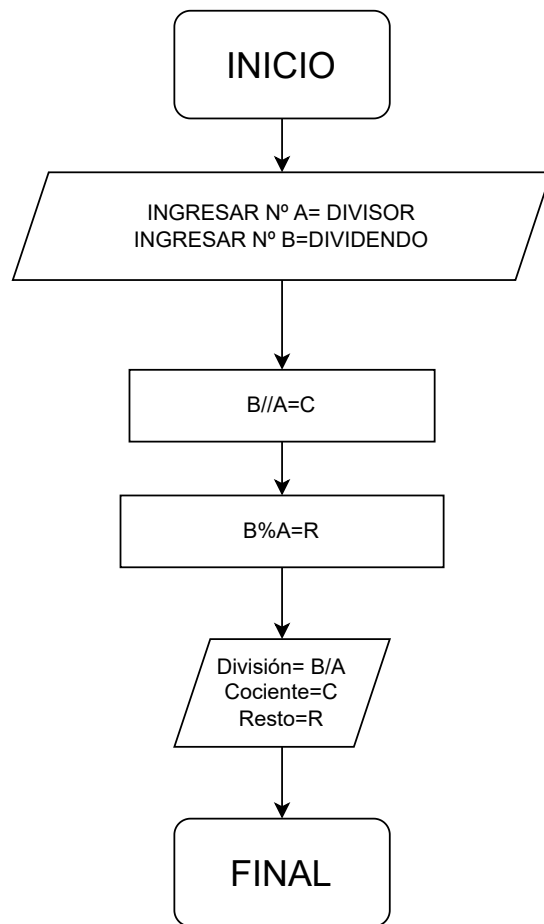 INICIO
INGRESAR Nº A= DIVISOR
INGRESAR Nº B=DIVIDENDO
B//A=C
B%A=R
División= B/A
Cociente=C
Resto=R
FINAL